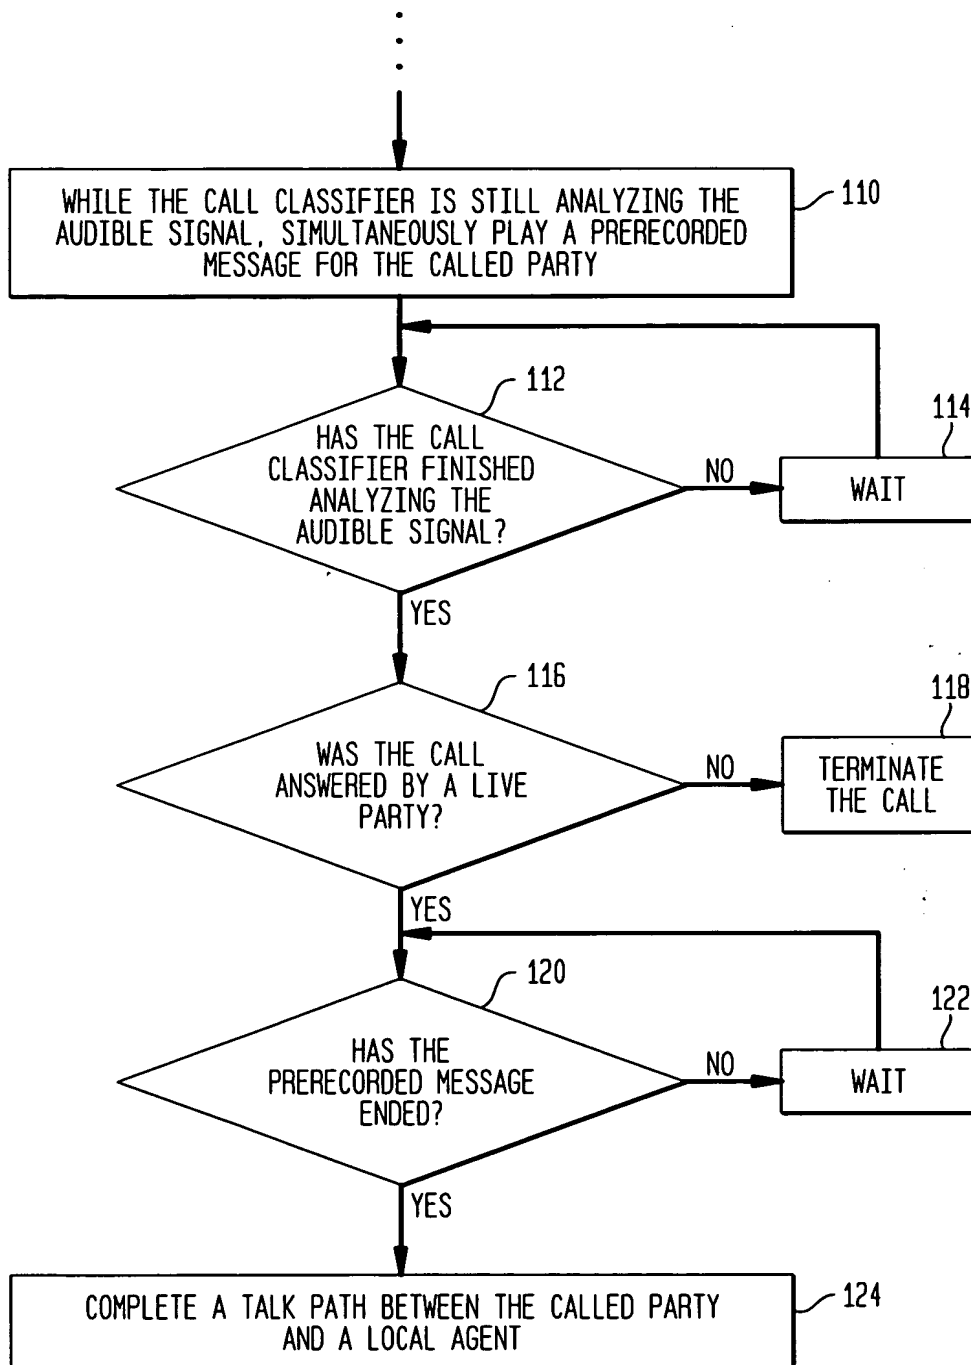 WHILE THE CALL CLASSIFIER IS STILL ANALYZING THE
AUDIBLE SIGNAL, SIMULTANEOUSLY PLAY A PRERECORDED
MESSAGE FOR THE CALLED PARTY
110
112
HAS THE CALL
CLASSIFIER FINISHED
ANALYZING THE
AUDIBLE SIGNAL?
NO
114
WAIT
YES
116
WAS THE CALL
ANSWERED BY A LIVE
PARTY?
NO
118
TERMINATE
THE CALL
YES
120
HAS THE
PRERECORDED MESSAGE
ENDED?
NO
122
WAIT
YES
COMPLETE A TALK PATH BETWEEN THE CALLED PARTY
AND A LOCAL AGENT
124